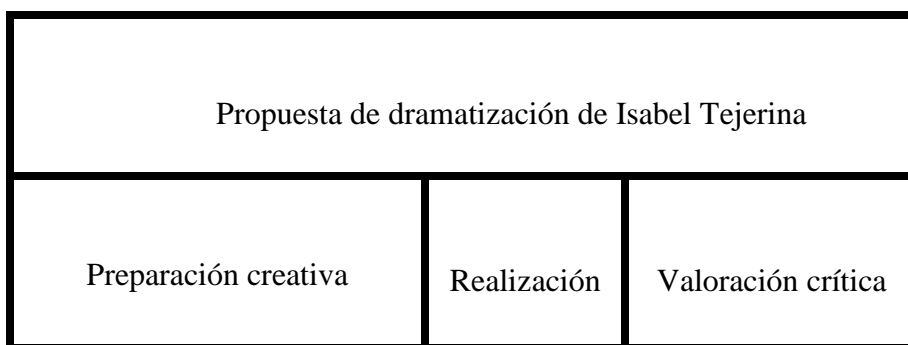 Propuesta de dramatización de Isabel Tejerina
Preparación creativa
Realización
Valoración crítica